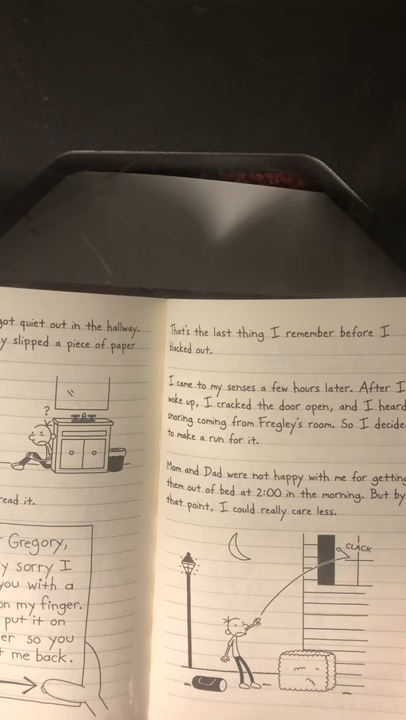 got quiet out in the hallway.
slipped a piece of paper
?
read it.
Gregory,
sorry I
you with a
on my finger.
put it on
so you
me back.
That's the last thing I remember before I
blacked out.
I came to my senses a few hours later. After I
woke up, I cracked the door open, and I heard
snoring coming from Fregley's room. So I
to make a run for it.
Mom and Dad were not happy with me for getting
them out of bed at 2:00 in the morning. But by
that point, I could really care less.
CLACK